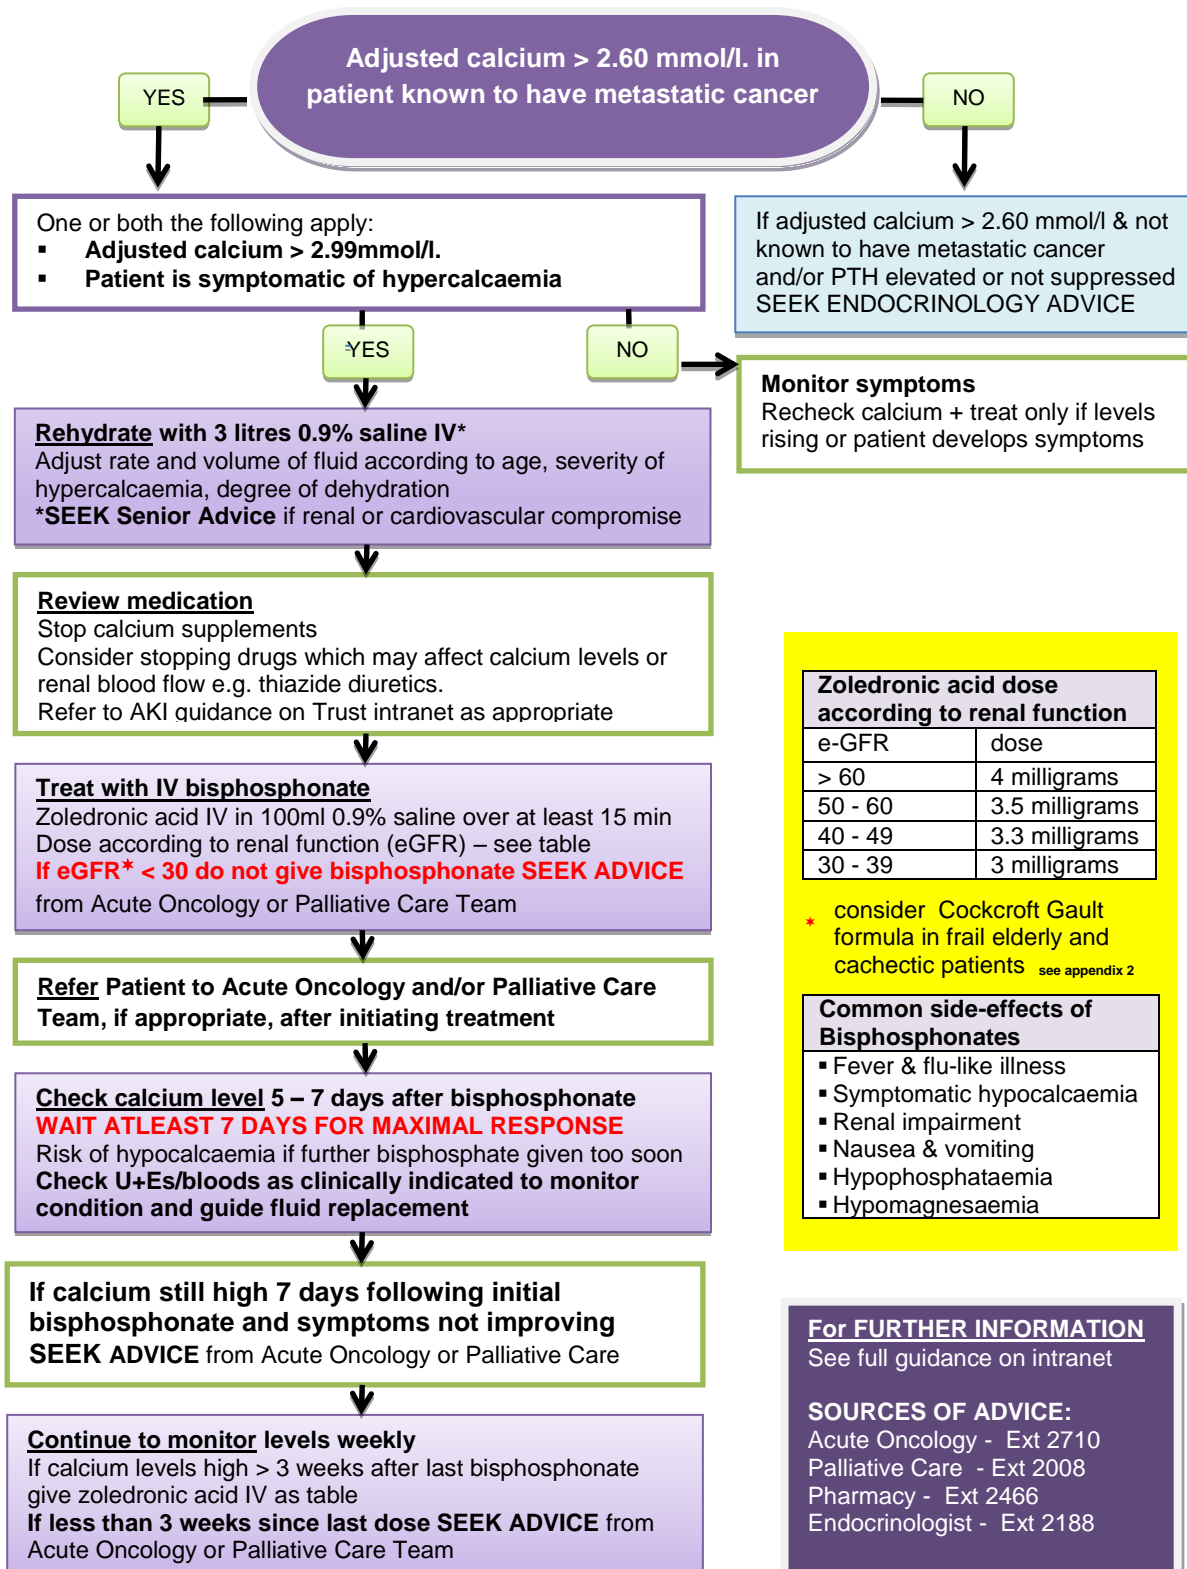 Adjusted calcium > 2.60 mmol/l. in
patient known to have metastatic cancer
YES
NO
One or both the following apply:
▪ Adjusted calcium > 2.99mmol/l.
▪ Patient is symptomatic of hypercalcaemia
If adjusted calcium > 2.60 mmol/l & not
known to have metastatic cancer
and/or PTH elevated or not suppressed
SEEK ENDOCRINOLOGY ADVICE
YES
NO
Monitor symptoms
Recheck calcium + treat only if levels
rising or patient develops symptoms
Rehydrate with 3 litres 0.9% saline IV*
Adjust rate and volume of fluid according to age, severity of
hypercalcaemia, degree of dehydration
*SEEK Senior Advice if renal or cardiovascular compromise
Review medication
Stop calcium supplements
Consider stopping drugs which may affect calcium levels or
renal blood flow e.g. thiazide diuretics.
Refer to AKI guidance on Trust intranet as appropriate
Treat with IV bisphosphonate
Zoledronic acid IV in 100ml 0.9% saline over at least 15 min
Dose according to renal function (eGFR) – see table
If eGFR* < 30 do not give bisphosphonate SEEK ADVICE
from Acute Oncology or Palliative Care Team
Refer Patient to Acute Oncology and/or Palliative Care
Team, if appropriate, after initiating treatment
Check calcium level 5 – 7 days after bisphosphonate
WAIT ATLEAST 7 DAYS FOR MAXIMAL RESPONSE
Risk of hypocalcaemia if further bisphosphate given too soon
Check U+Es/bloods as clinically indicated to monitor
condition and guide fluid replacement
If calcium still high 7 days following initial
bisphosphonate and symptoms not improving
SEEK ADVICE from Acute Oncology or Palliative Care
Continue to monitor levels weekly
If calcium levels high > 3 weeks after last bisphosphonate
give zoledronic acid IV as table
If less than 3 weeks since last dose SEEK ADVICE from
Acute Oncology or Palliative Care Team
Zoledronic acid dose
according to renal function
e-GFR dose
> 60 4 milligrams
50 - 60 3.5 milligrams
40 - 49 3.3 milligrams
30 - 39 3 milligrams
* consider Cockcroft Gault
formula in frail elderly and
cachectic patients see appendix 2
Common side-effects of
Bisphosphonates
▪ Fever & flu-like illness
▪ Symptomatic hypocalcaemia
▪ Renal impairment
▪ Nausea & vomiting
▪ Hypophosphataemia
▪ Hypomagnesaemia
For FURTHER INFORMATION
See full guidance on intranet
SOURCES OF ADVICE:
Acute Oncology - Ext 2710
Palliative Care - Ext 2008
Pharmacy - Ext 2466
Endocrinologist - Ext 2188